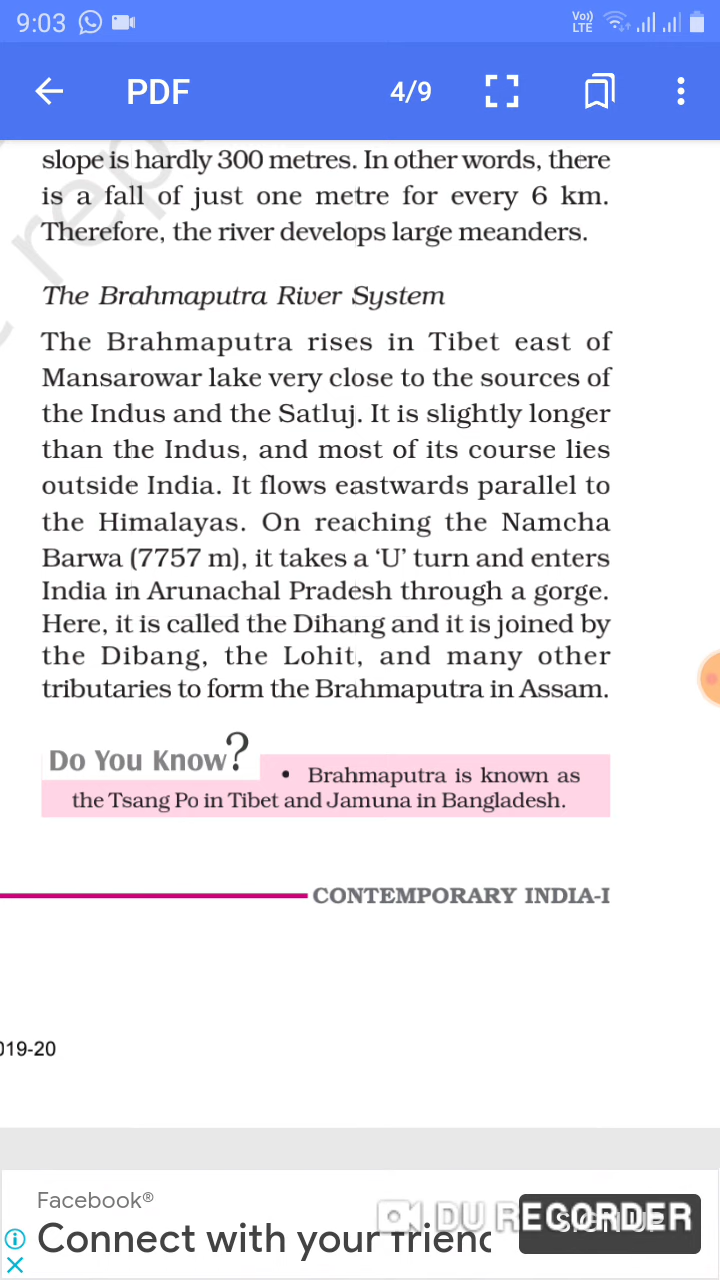 9:03
Vo)) LTE
PDF 4/9
slope is hardly 300 metres. In other words, there
is a fall of just one metre for every 6 km.
Therefore, the river develops large meanders.
The Brahmaputra River System
The Brahmaputra rises in Tibet east of
Mansarowar lake very close to the sources of
the Indus and the Satluj. It is slightly longer
than the Indus, and most of its course lies
outside India. It flows eastwards parallel to
the Himalayas. On reaching the Namcha
Barwa (7757 m), it takes a ‘U’ turn and enters
India in Arunachal Pradesh through a gorge.
Here, it is called the Dihang and it is joined by
the Dibang, the Lohit, and many other
tributaries to form the Brahmaputra in Assam.
Do You Know?
• Brahmaputra is known as
the Tsang Po in Tibet and Jamuna in Bangladesh.
CONTEMPORARY INDIA-I
019-20
Facebook®
Connect with your friend
DU RECORDER